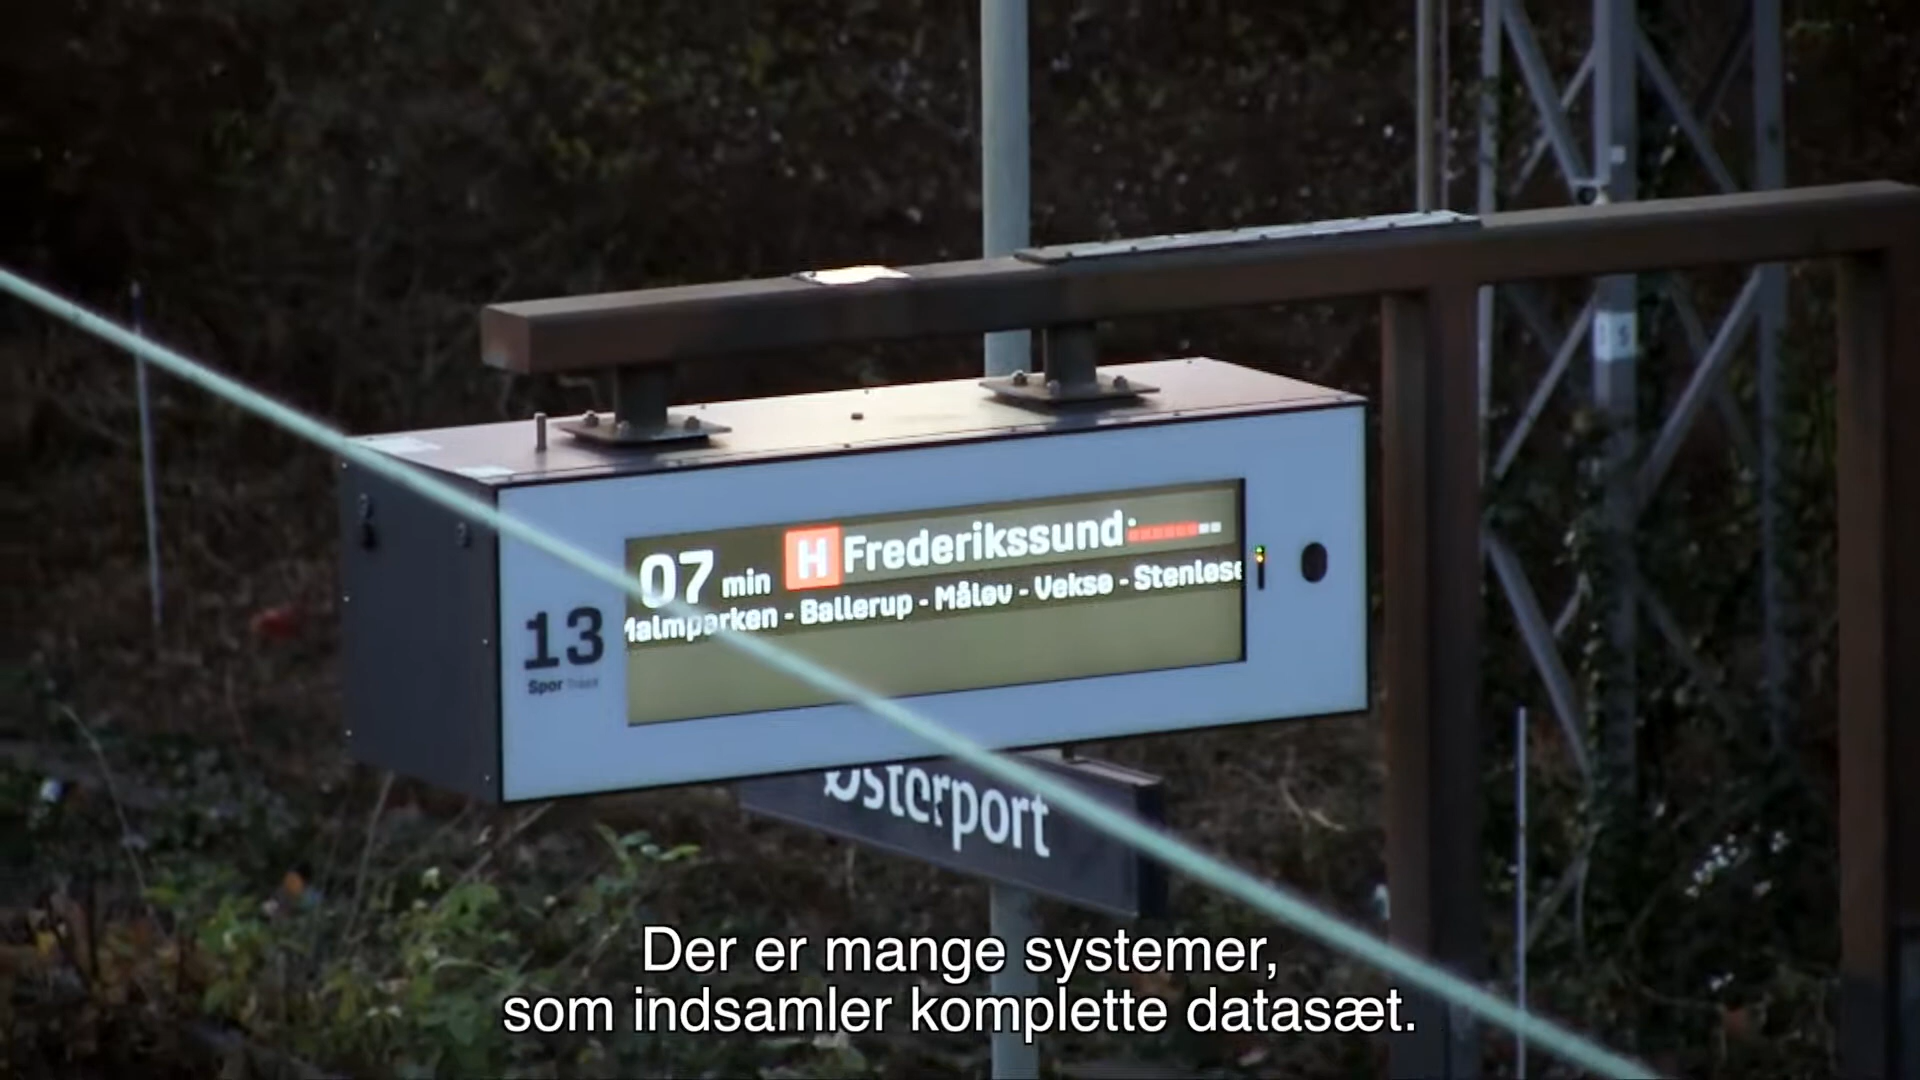 07 min H Frederikssund
Malmparken - Ballerup - Måløv - Veksø - Stenløse
13
Spor Track
Østerport
Der er mange systemer,
som indsamler komplette datasæt.